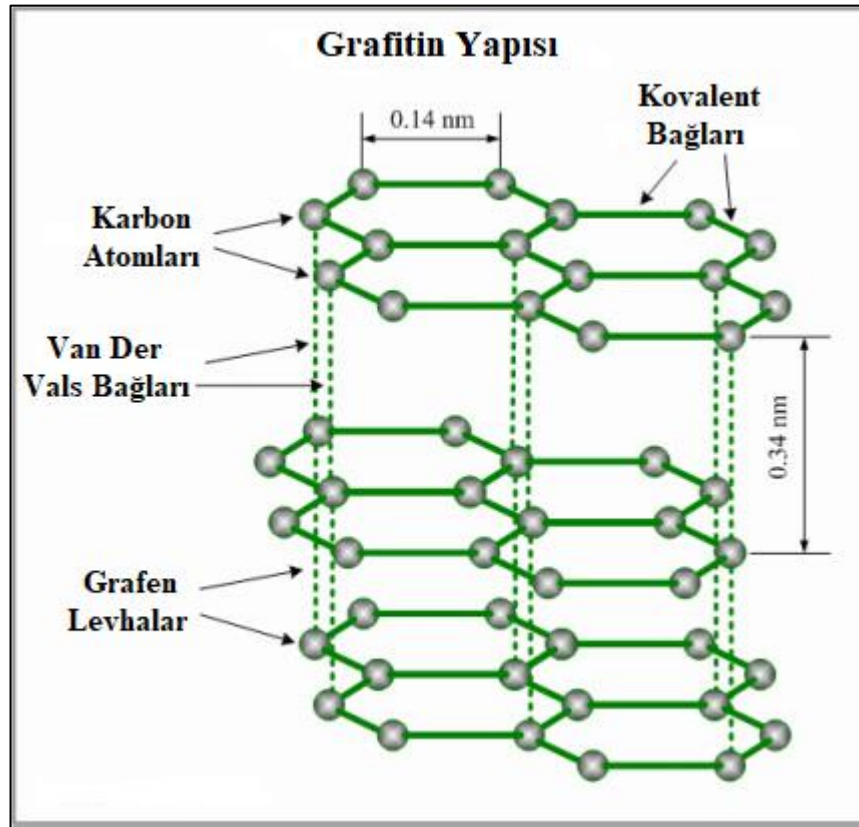 Grafitin Yapısı
0.14 nm
Kovalent
Bağları
Karbon
Atomları
Van Der
Vals Bağları
0.34 nm
Grafen
Levhalar